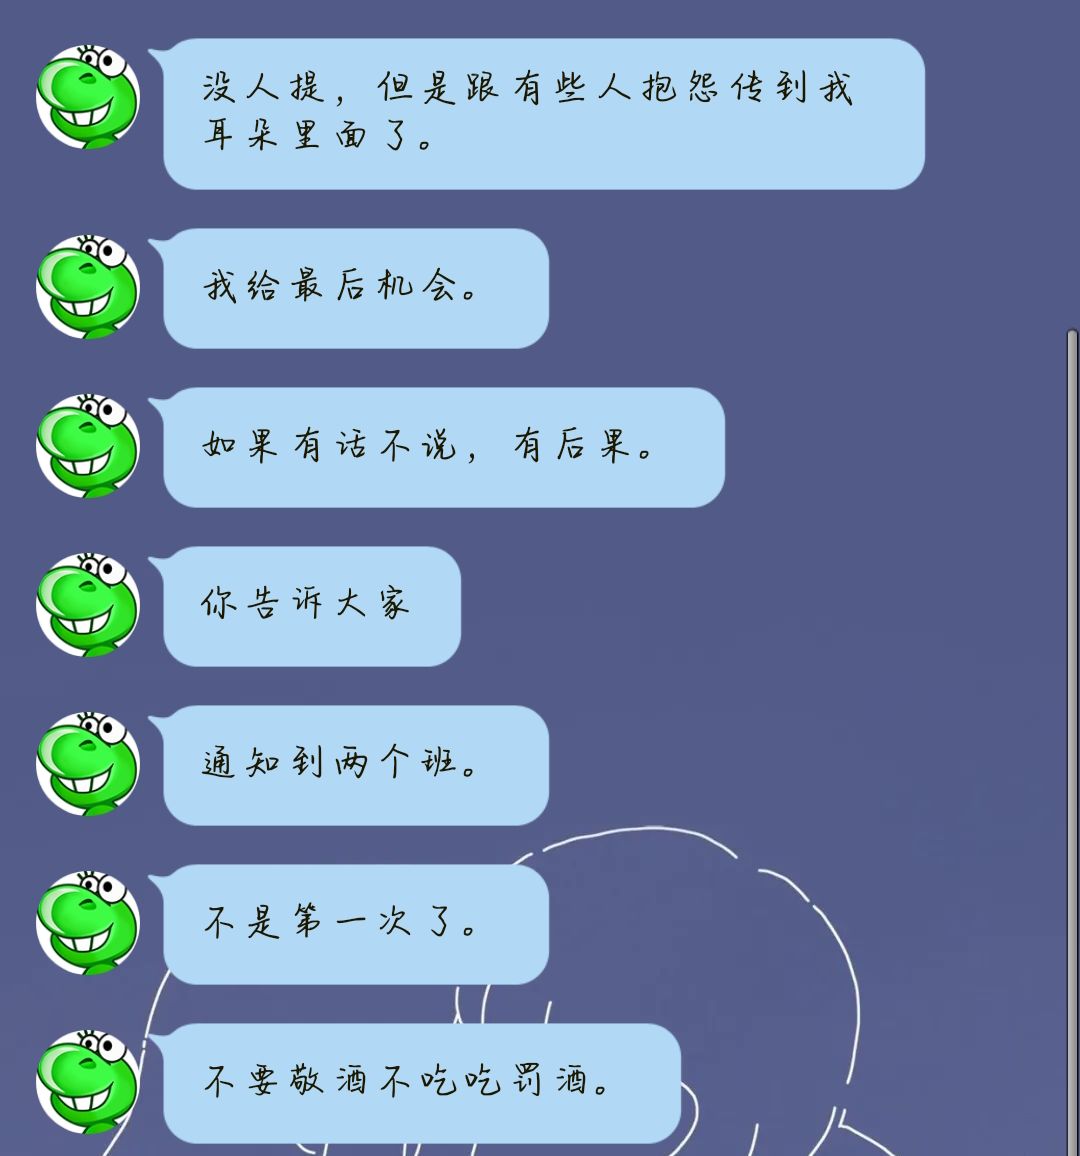 没人提，但是跟有些人抱怨传到我
耳朵里面了。
我给最后机会。
如果有话不说，有后果。
你告诉大家
通知到两个班。
不是第一次了。
不要敬酒不吃吃罚酒。